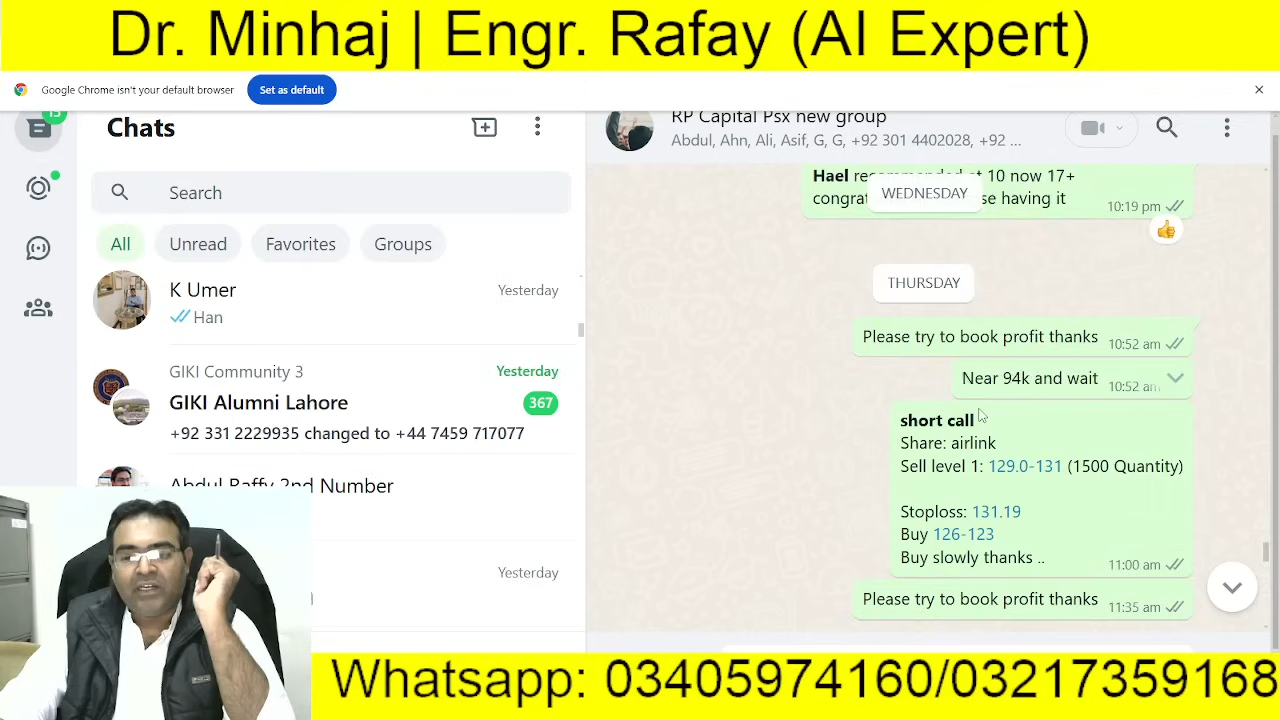 Dr. Minhaj | Engr. Rafay (AI Expert)
Google Chrome isn't your default browser
Set as default
Chats
Search
All
Unread
Favorites
Groups
K Umer
Yesterday
Han
GIKI Community 3
Yesterday
GIKI Alumni Lahore
367
+92 331 2229935 changed to +44 7459 717077
Abdul Raffy 2nd Number
Yesterday
RP Capital Psx new group
Abdul, Ahn, Ali, Asif, G, G, +92 301 4402028, +92 ...
WEDNESDAY
10 now 17+
10:19 pm
THURSDAY
Please try to book profit thanks
10:52 am
Near 94k and wait
10:52 am
short call
Share: airlink
Sell level 1: 129.0-131 (1500 Quantity)
Stoploss: 131.19
Buy 126-123
Buy slowly thanks ..
11:00 am
Please try to book profit thanks
11:35 am
Whatsapp: 03405974160/03217359168